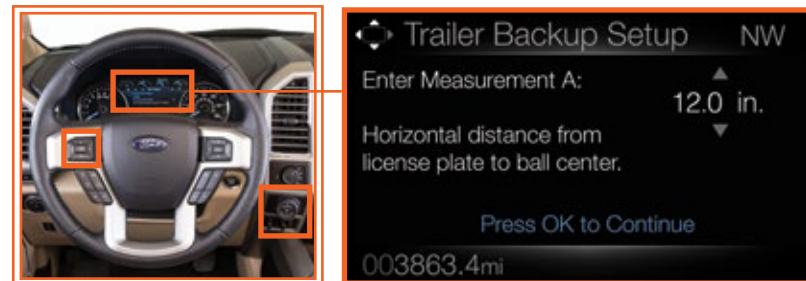 Ford
Trailer Backup Setup NW
Enter Measurement A:
12.0 in.
Horizontal distance from
license plate to ball center.
Press OK to Continue
003863.4mi